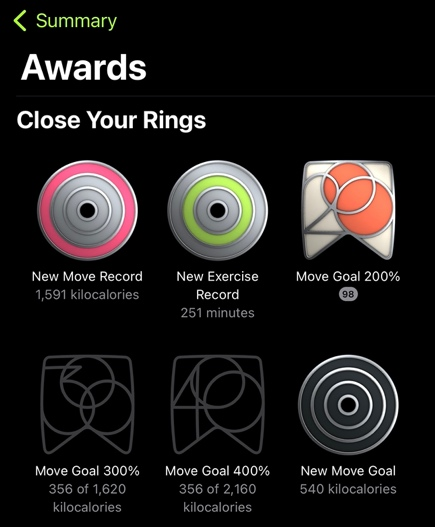 Summary
Awards
Close Your Rings
New Move Record
1,591 kilocalories
New Exercise
Record
251 minutes
Move Goal 200%
98
Move Goal 300%
356 of 1,620
kilocalories
Move Goal 400%
356 of 2,160
kilocalories
New Move Goal
540 kilocalories